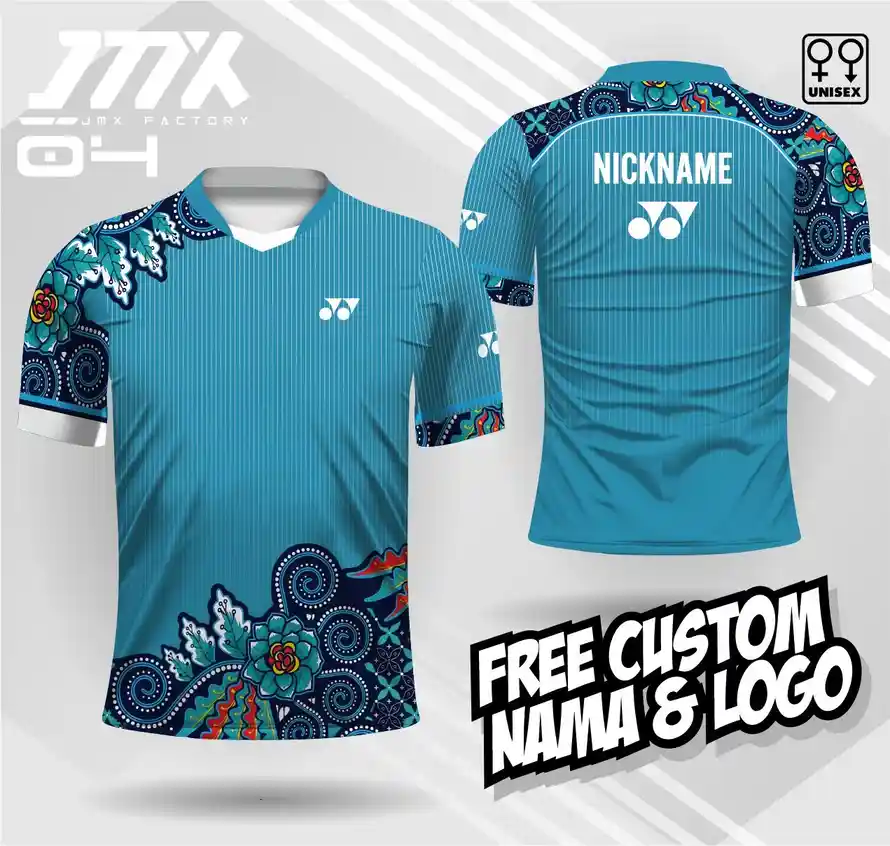 JMX
JMX FACTORY
04
UNISEX
NICKNAME
FREE CUSTOM
NAMA & LOGO